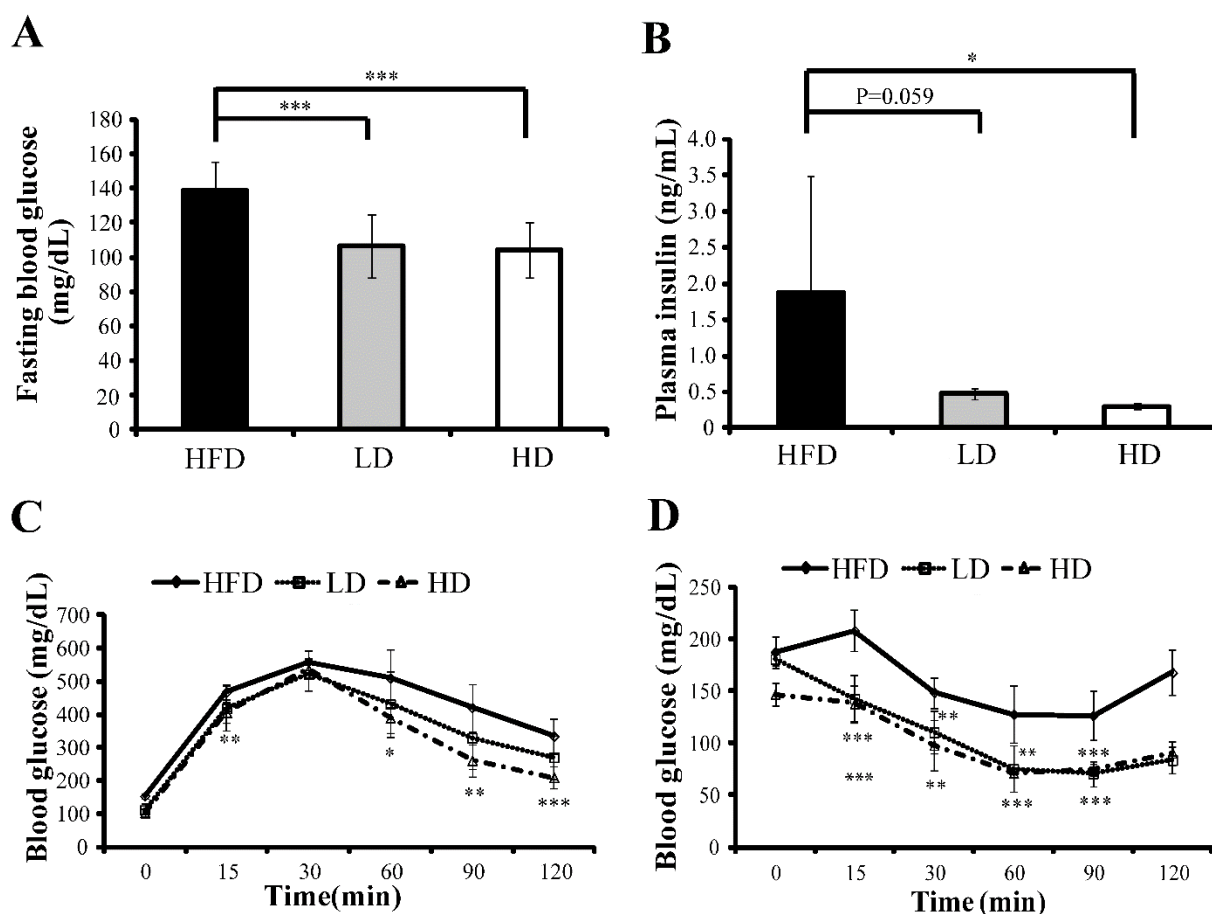 A
***
***
Fasting blood glucose
(mg/dL)
180
160
140
120
100
80
60
40
20
0
HFD LD HD
B
*
P=0.059
Plasma insulin (ng/mL)
4.0
3.5
3.0
2.5
2.0
1.5
1.0
0.5
0
HFD LD HD
C
HFD LD HD
Blood glucose (mg/dL)
700
600
500
400
300
200
100
0
**
*
**
***
0 15 30 60 90 120
Time(min)
D
HFD LD HD
Blood glucose (mg/dL)
250
200
150
100
50
0
**
***
** ***
***
**
*** ***
0 15 30 60 90 120
Time (min)